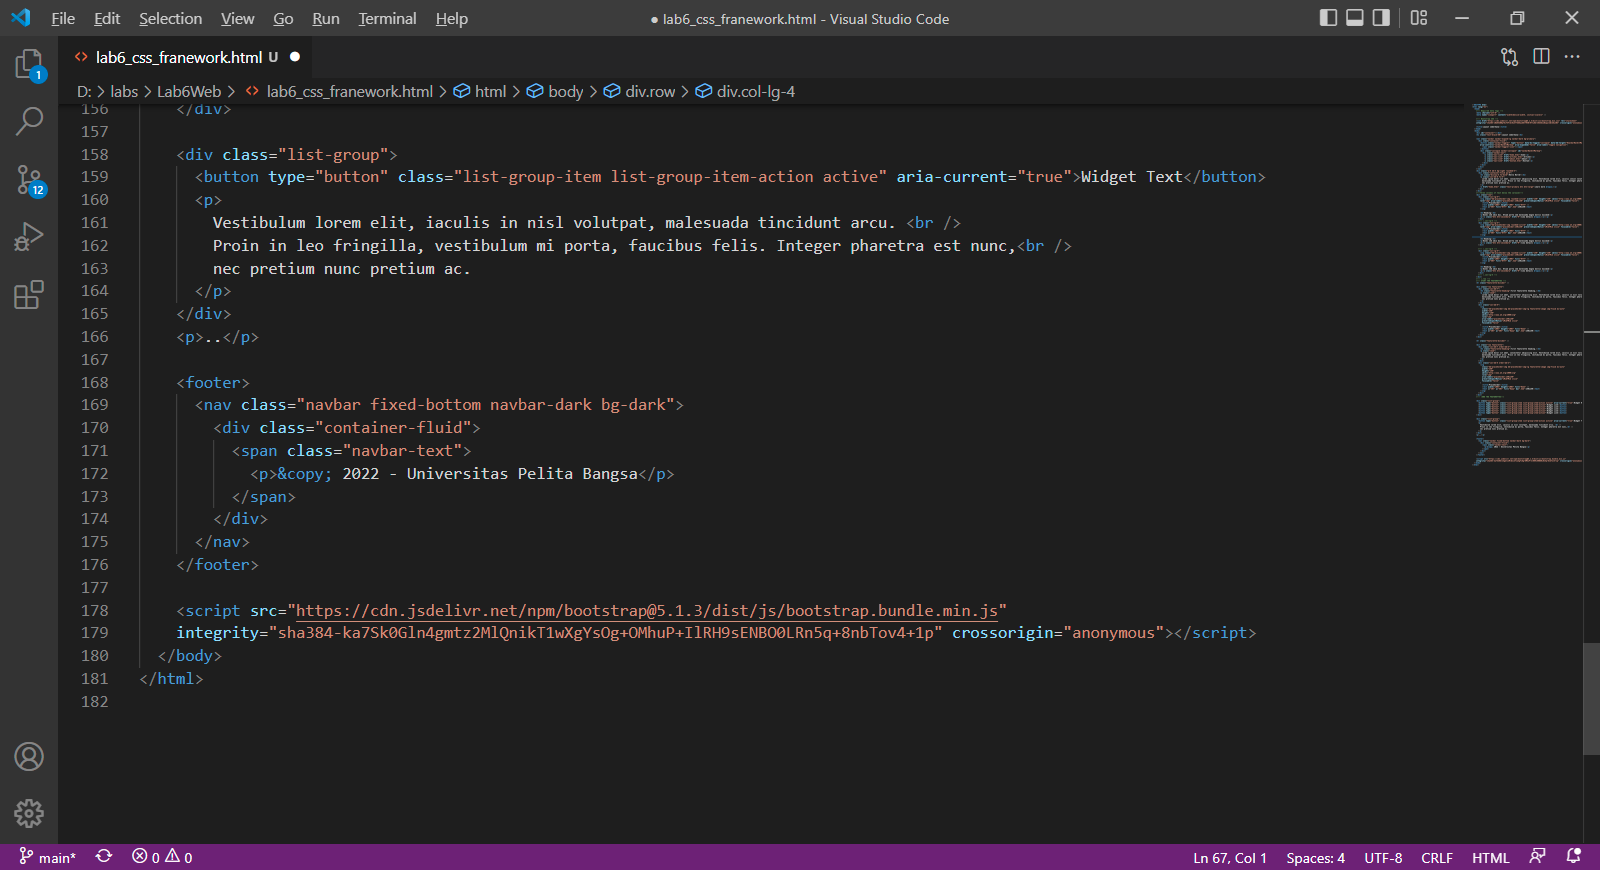 File Edit Selection View Go Run Terminal Help
● lab6_css_franework.html - Visual Studio Code
<> lab6_css_franework.html U ●
D: > labs > Lab6Web > <> lab6_css_franework.html > html > body > div.row > div.col-lg-4
1
12
156 </div>
157
158 <div class="list-group">
159 <button type="button" class="list-group-item list-group-item-action active" aria-current="true">Widget Text</button>
160 <p>
161 Vestibulum lorem elit, iaculis in nisl volutpat, malesuada tincidunt arcu. <br />
162 Proin in leo fringilla, vestibulum mi porta, faucibus felis. Integer pharetra est nunc,<br />
163 nec pretium nunc pretium ac.
164 </p>
165 </div>
166 <p>..</p>
167
168 <footer>
169 <nav class="navbar fixed-bottom navbar-dark bg-dark">
170 <div class="container-fluid">
171 <span class="navbar-text">
172 <p>&copy; 2022 - Universitas Pelita Bangsa</p>
173 </span>
174 </div>
175 </nav>
176 </footer>
177
178 <script src="https://cdn.jsdelivr.net/npm/bootstrap@5.1.3/dist/js/bootstrap.bundle.min.js"
179 integrity="sha384-ka7Sk0Gln4gmtz2MlQnikT1wXgYsOg+OMhuP+IlRH9sENBO0LRn5q+8nbTov4+1p" crossorigin="anonymous"></script>
180 </body>
181 </html>
182
main* 0 0 Ln 67, Col 1 Spaces: 4 UTF-8 CRLF HTML